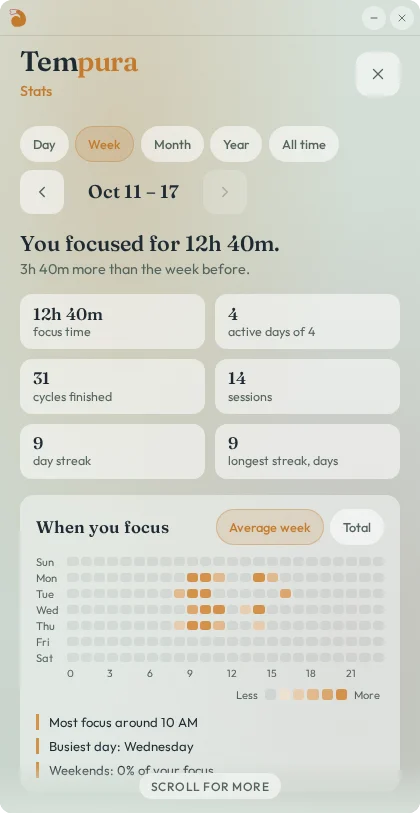 Tempura
Stats
Day Week Month Year All time
Oct 11 – 17
You focused for 12h 40m.
3h 40m more than the week before.
12h 40m
focus time
4
active days of 4
31
cycles finished
14
sessions
9
day streak
9
longest streak, days
When you focus
Average week Total
Sun
Mon
Tue
Wed
Thu
Fri
Sat
0 3 6 9 12 15 18 21
Less More
Most focus around 10 AM
Busiest day: Wednesday
Weekends: 0% of your focus
SCROLL FOR MORE